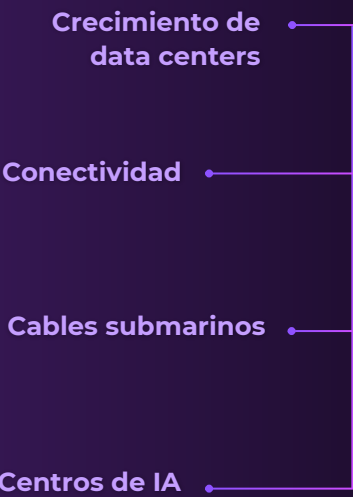 Crecimiento de
data centers
Conectividad
Cables submarinos
Centros de IA